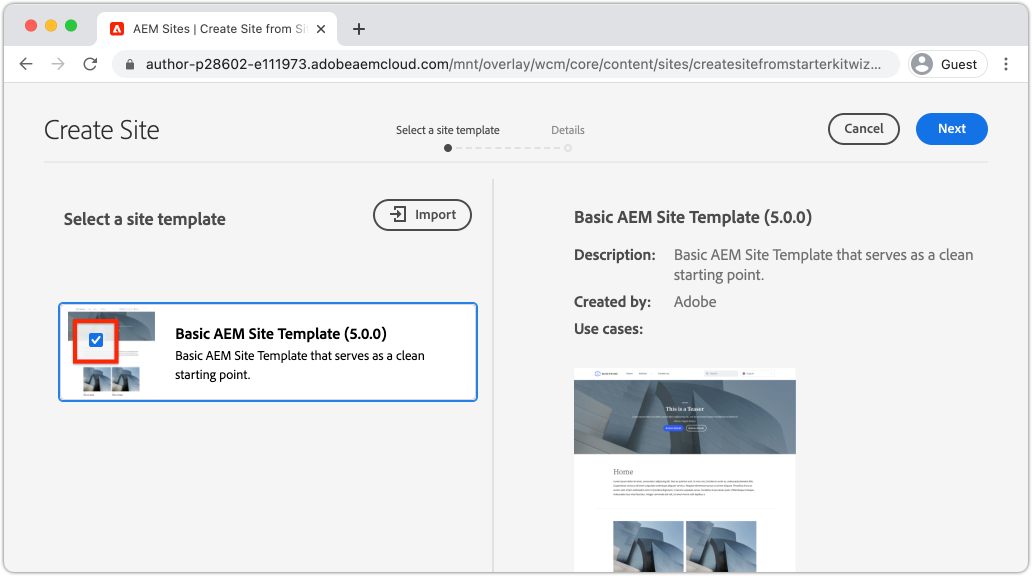 AEM Sites | Create Site from Si
author-p28602-e111973.adobeaemcloud.com/mnt/overlay/wcm/core/content/sites/createsitefromstarterkitwiz...
Guest
Create Site
Select a site template
Details
Cancel
Next
Select a site template
Import
Basic AEM Site Template (5.0.0)
Basic AEM Site Template that serves as a clean
starting point.
Basic AEM Site Template (5.0.0)
Description: Basic AEM Site Template that serves as a clean
starting point.
Created by: Adobe
Use cases:
This is a Teaser
Home